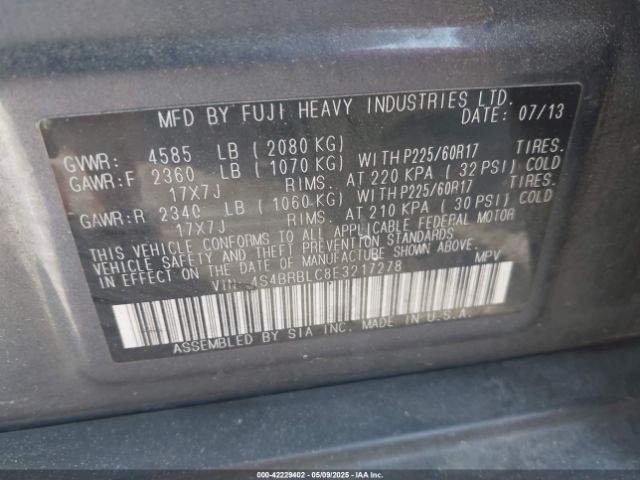 MFD BY FUJI HEAVY INDUSTRIES LTD.
DATE: 07/13
GVWR: 4585 LB (2080 KG)
GAWR:F 2360 LB (1070 KG) WITH P225/60R17 TIRES.
17X7J RIMS. AT 220 KPA (32 PSI) COLD
GAWR:R 2340 LB (1060 KG) WITH P225/60R17 TIRES.
17X7J RIMS. AT 210 KPA (30 PSI) COLD
THIS VEHICLE CONFORMS TO ALL APPLICABLE FEDERAL MOTOR
VEHICLE SAFETY AND THEFT PREVENTION STANDARDS
IN EFFECT ON THE DATE OF MANUFACTURE SHOWN ABOVE.
VIN: 4S4BRBLC8E3217278 MPV
ASSEMBLED BY SIA INC. MADE IN U.S.A.
000-42229402 - 05/09/2025 - IAAI.COM